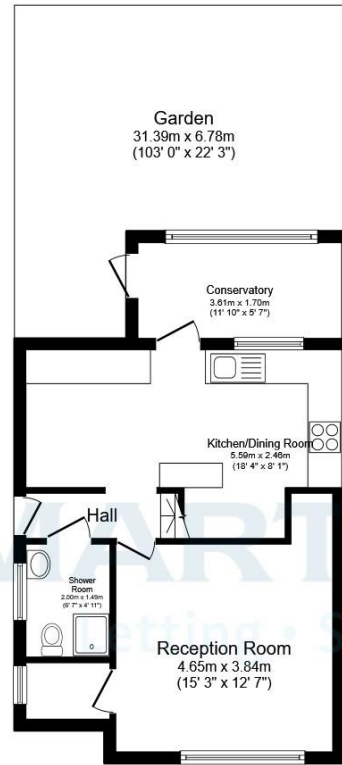 Garden
31.39m x 6.78m
(103' 0" x 22' 3")
Conservatory
3.61m x 1.70m
(11' 10" x 5' 7")
Kitchen/Dining Room
5.59m x 2.46m
(18' 4" x 8' 1")
Hall
Shower
Room
2.00m x 1.49m
(6' 7" x 4' 11")
MART
etting • S
Reception Room
4.65m x 3.84m
(15' 3" x 12' 7")